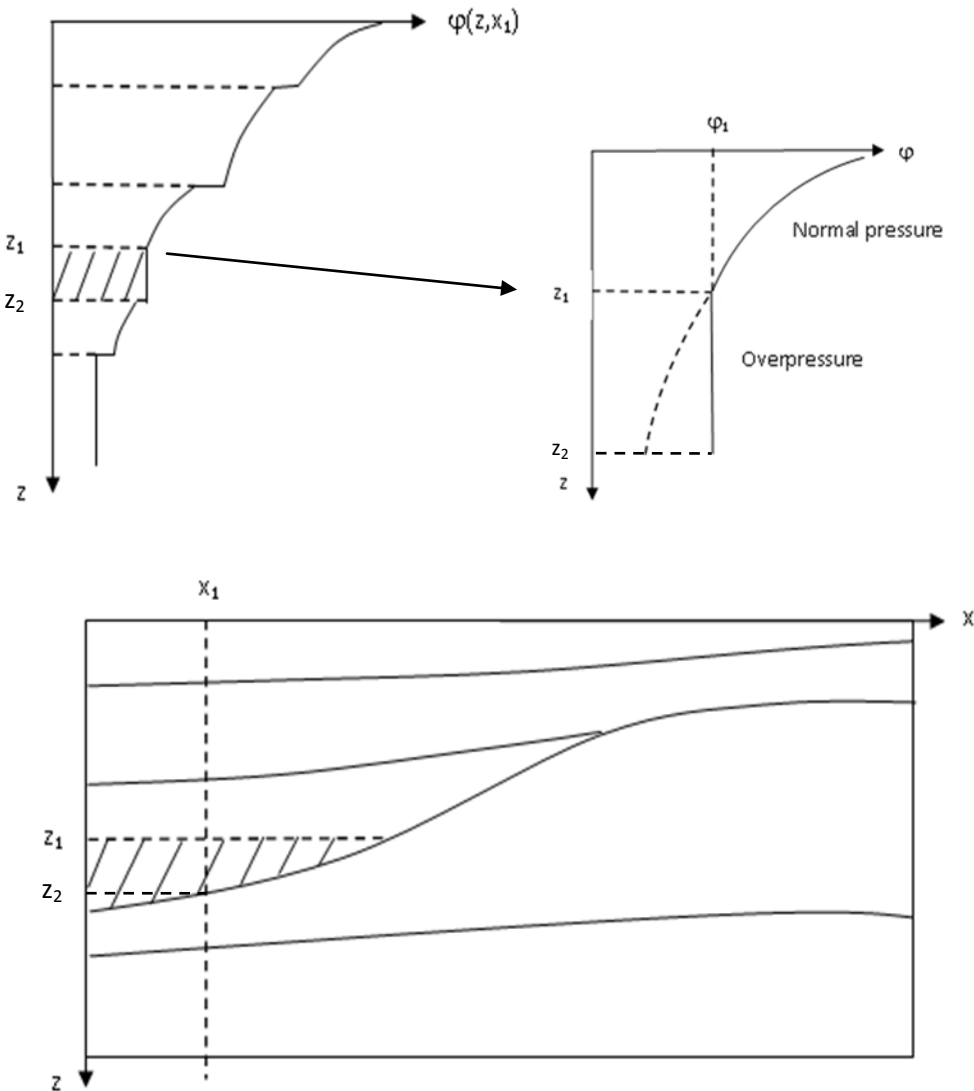 φ(z,x₁)
z₁
z₂
z
φ₁
φ
Normal pressure
z₁
Overpressure
z₂
z
x₁
x
z₁
z₂
z